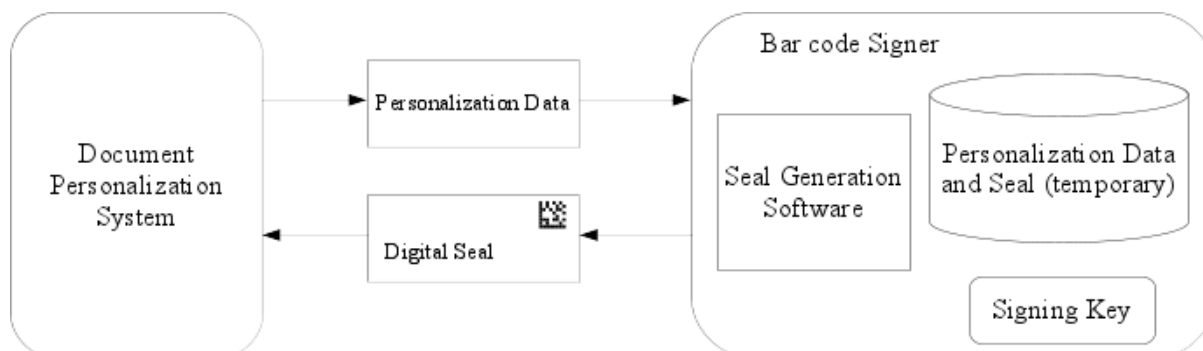 Document
Personalization
System
Personalization Data
Digital Seal
Bar code Signer
Seal Generation
Software
Personalization Data
and Seal (temporary)
Signing Key